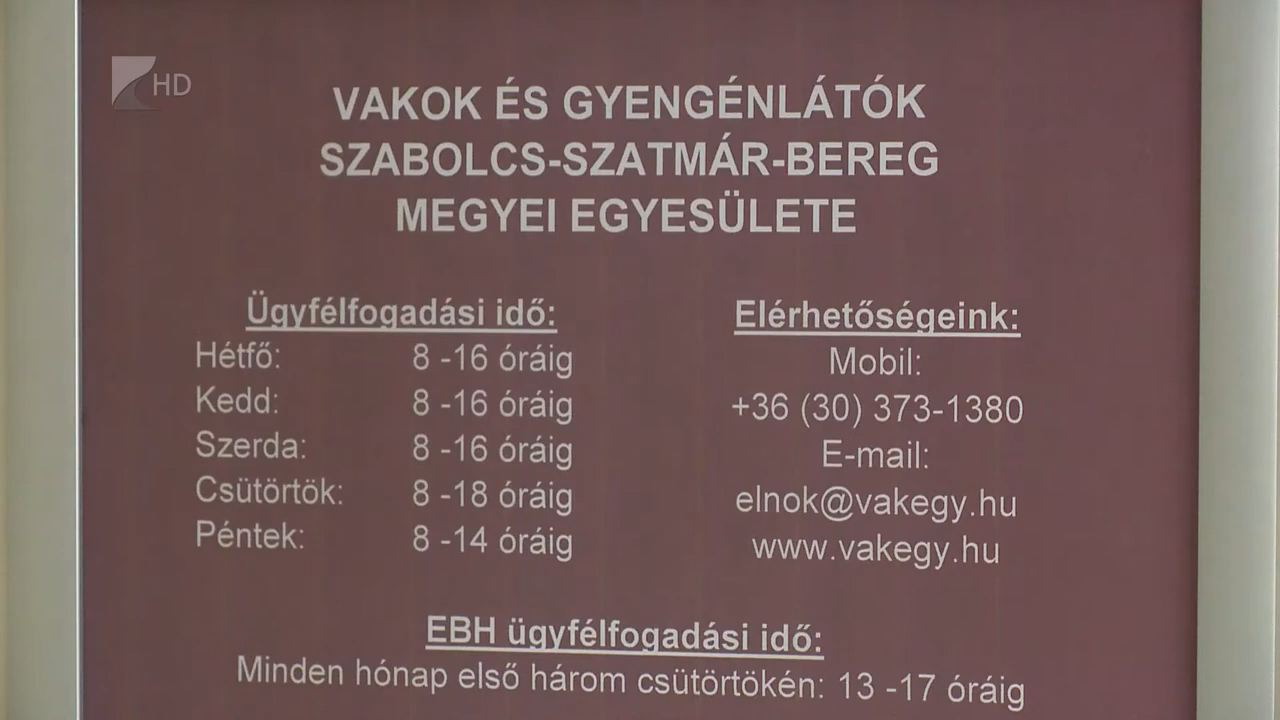 HD
VAKOK ÉS GYENGÉNLÁTÓK
SZABOLCS-SZATMÁR-BEREG
MEGYEI EGYESÜLETE
Ügyfélfogadási idő:
Hétfő: 8 -16 óráig
Kedd: 8 -16 óráig
Szerda: 8 -16 óráig
Csütörtök: 8 -18 óráig
Péntek: 8 -14 óráig
Elérhetőségeink:
Mobil:
+36 (30) 373-1380
E-mail:
elnok@vakegy.hu
www.vakegy.hu
EBH ügyfélfogadási idő:
Minden hónap első három csütörtökén: 13 -17 óráig